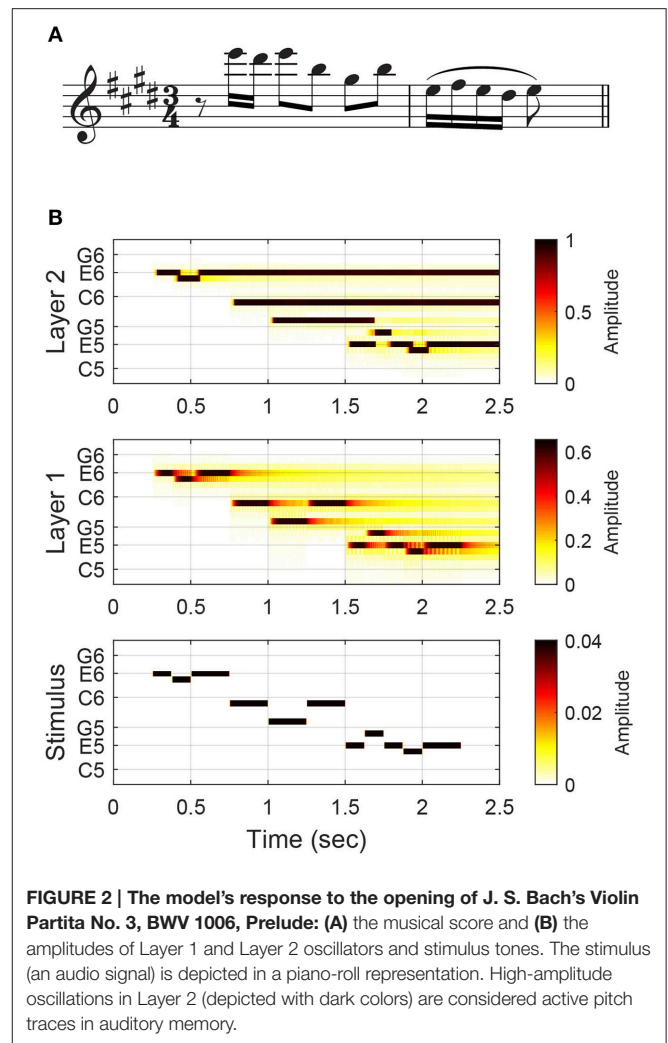 A
3
4
B
G6
E6
C6
G5
E5
C5
Layer 2
0 0.5 1 1.5 2 2.5
1
0.5
0
Amplitude
G6
E6
C6
G5
E5
C5
Layer 1
0 0.5 1 1.5 2 2.5
0.6
0.4
0.2
0
Amplitude
G6
E6
C6
G5
E5
C5
Stimulus
0 0.5 1 1.5 2 2.5
Time (sec)
0.04
0.02
0
Amplitude
FIGURE 2 | The model's response to the opening of J. S. Bach's Violin
Partita No. 3, BWV 1006, Prelude: (A) the musical score and (B) the
amplitudes of Layer 1 and Layer 2 oscillators and stimulus tones. The stimulus
(an audio signal) is depicted in a piano-roll representation. High-amplitude
oscillations in Layer 2 (depicted with dark colors) are considered active pitch
traces in auditory memory.